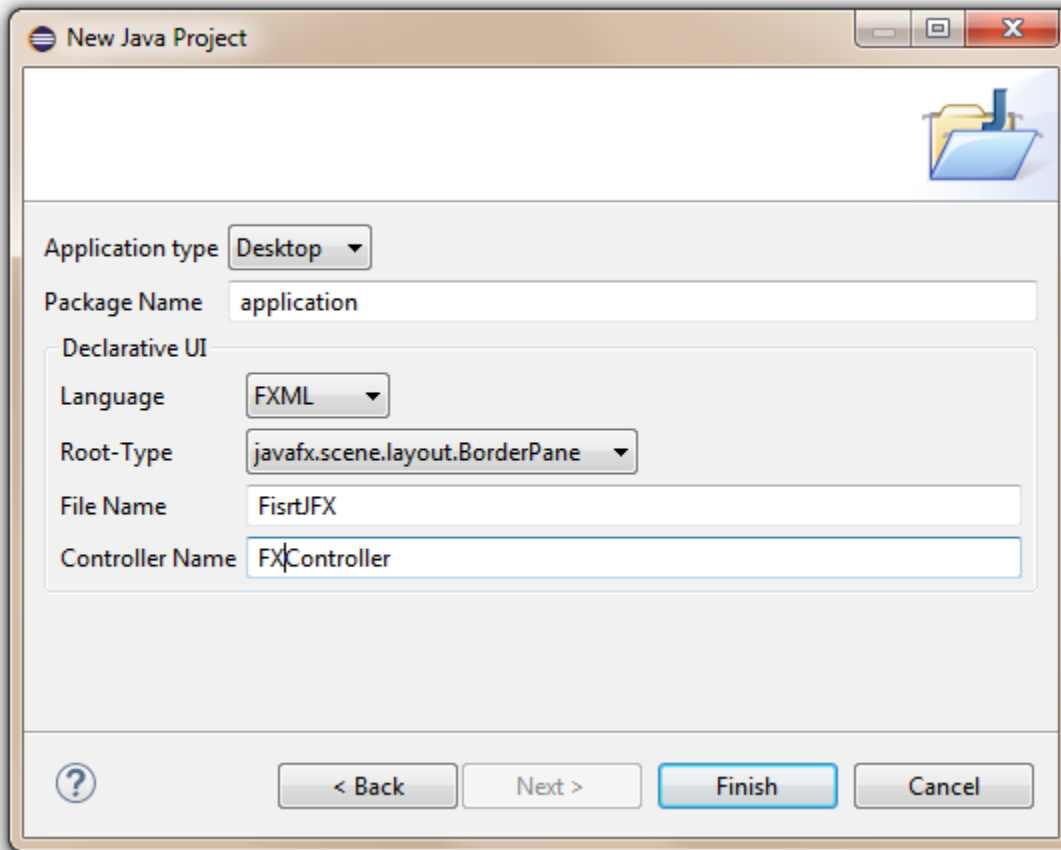 New Java Project
Application type Desktop
Package Name application
Declarative UI
Language FXML
Root-Type javafx.scene.layout.BorderPane
File Name FisrtJFX
Controller Name FXController
? < Back Next > Finish Cancel